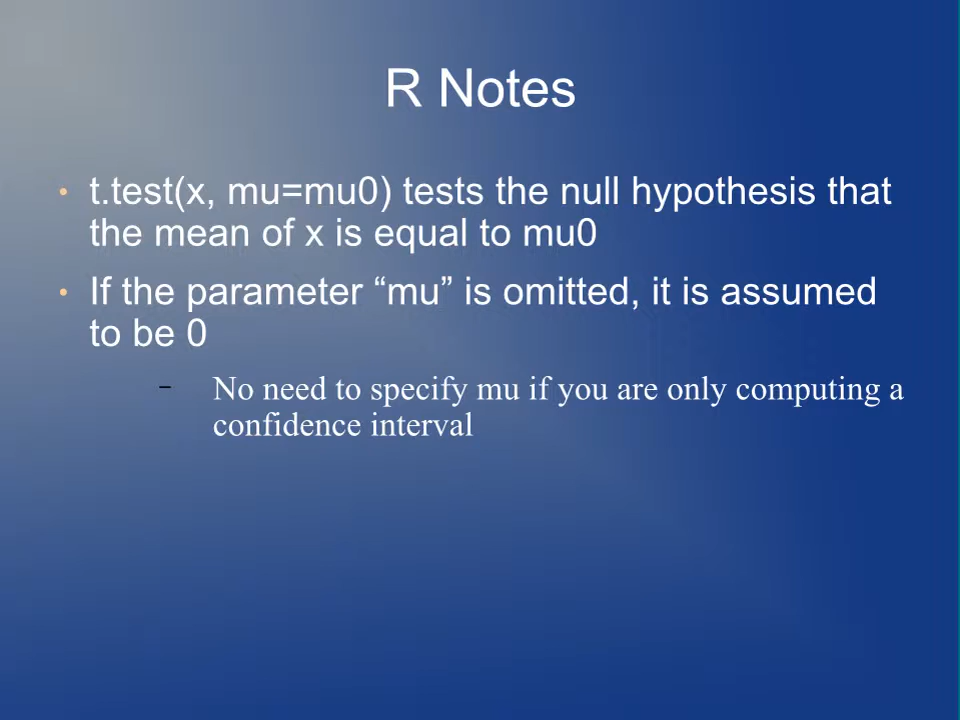 R Notes
• t.test(x, mu=mu0) tests the null hypothesis that
the mean of x is equal to mu0
• If the parameter “mu” is omitted, it is assumed
to be 0
– No need to specify mu if you are only computing a
confidence interval